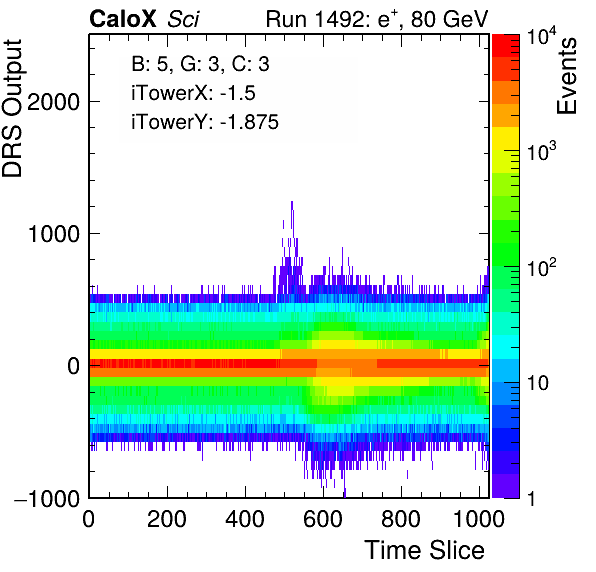 CaloX Sci
Run 1492: e⁺, 80 GeV
B: 5, G: 3, C: 3
iTowerX: -1.5
iTowerY: -1.875
DRS Output
2000
1000
0
−1000
0 200 400 600 800 1000
Time Slice
10⁴
10³
10²
10
1
Events